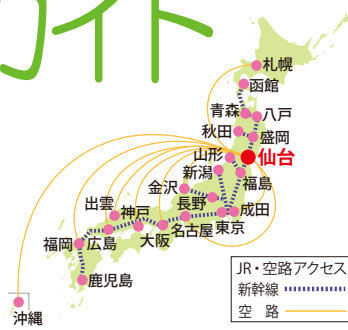 ガイト
札幌
函館
青森
八戸
秋田
盛岡
山形
仙台
新潟
福島
金沢
長野
成田
出雲
神戸
東京
名古屋
福岡
広島
大阪
鹿児島
沖縄
JR・空路アクセス
新幹線
空 路